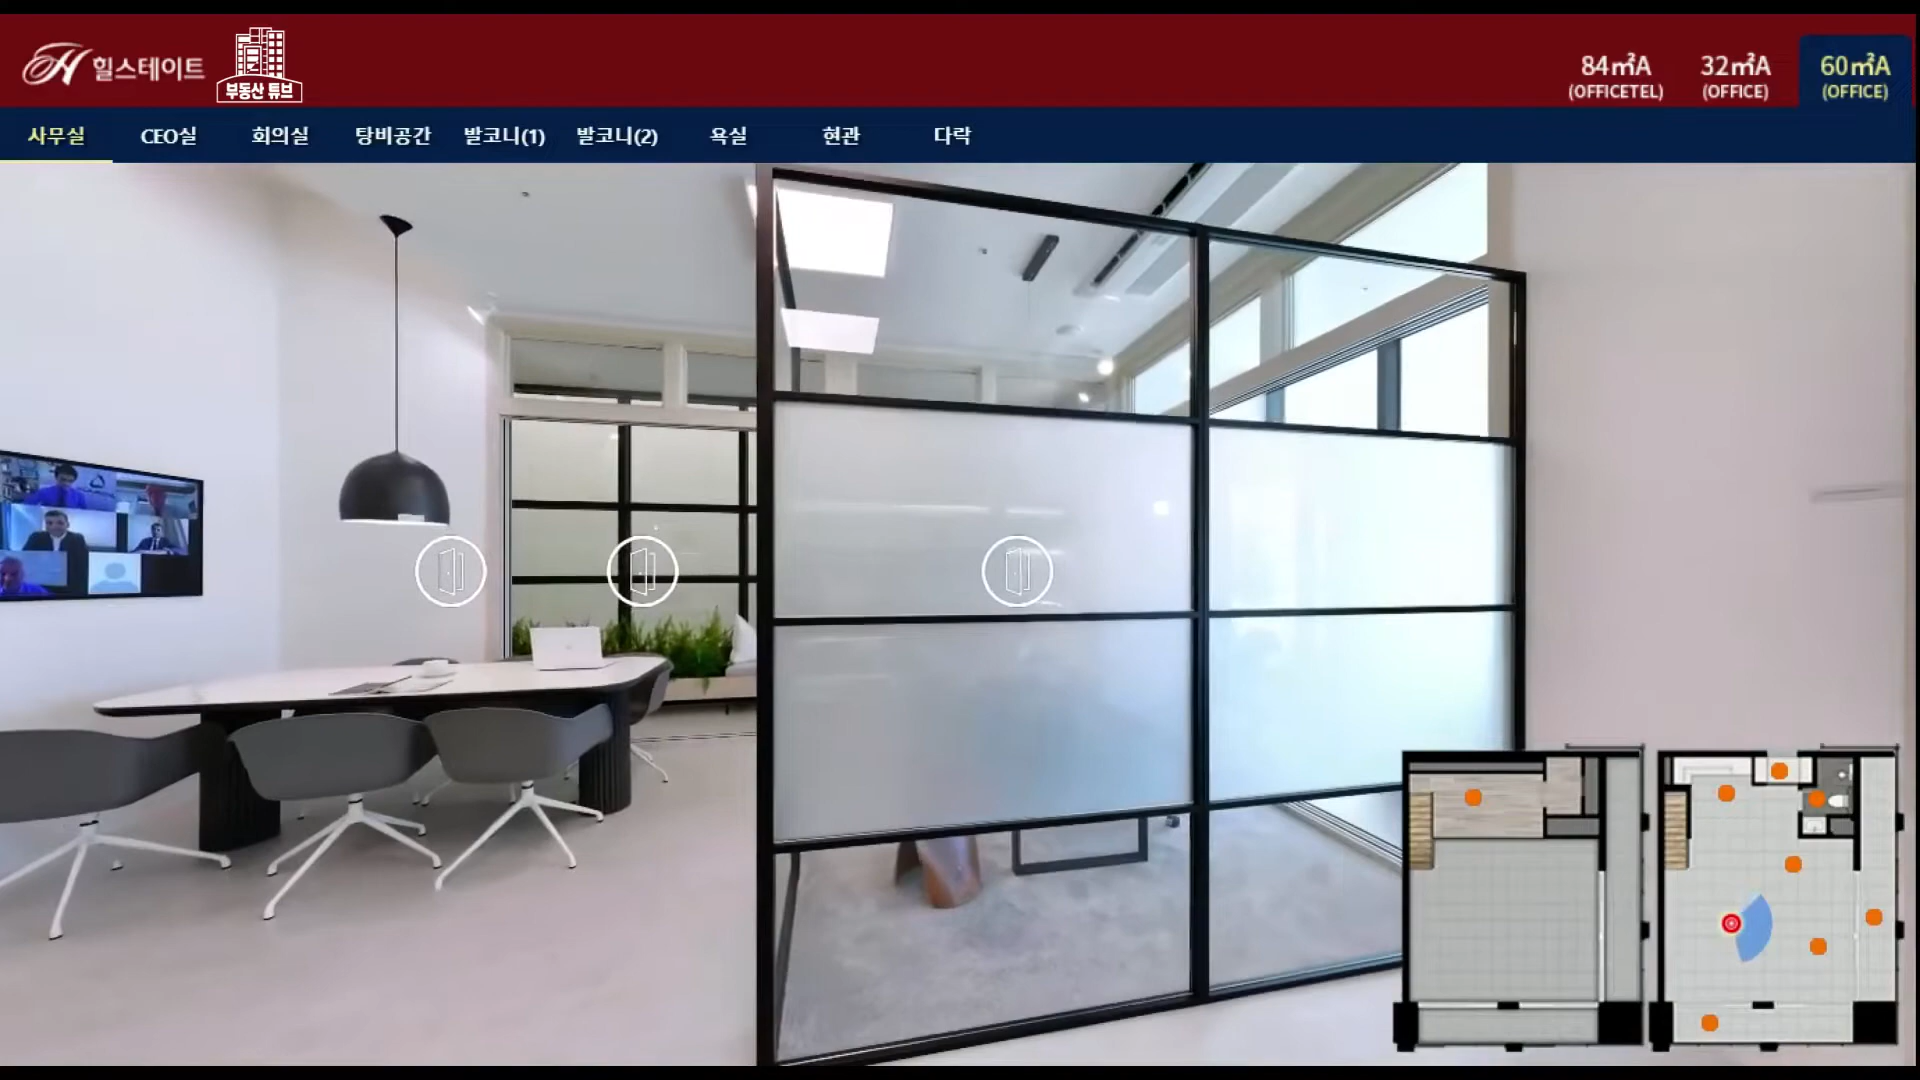 힐스테이트
부동산 튜브
84㎡A
(OFFICETEL)
32㎡A
(OFFICE)
60㎡A
(OFFICE)
사무실 CEO실 회의실 탕비공간 발코니(1) 발코니(2) 욕실 현관 다락